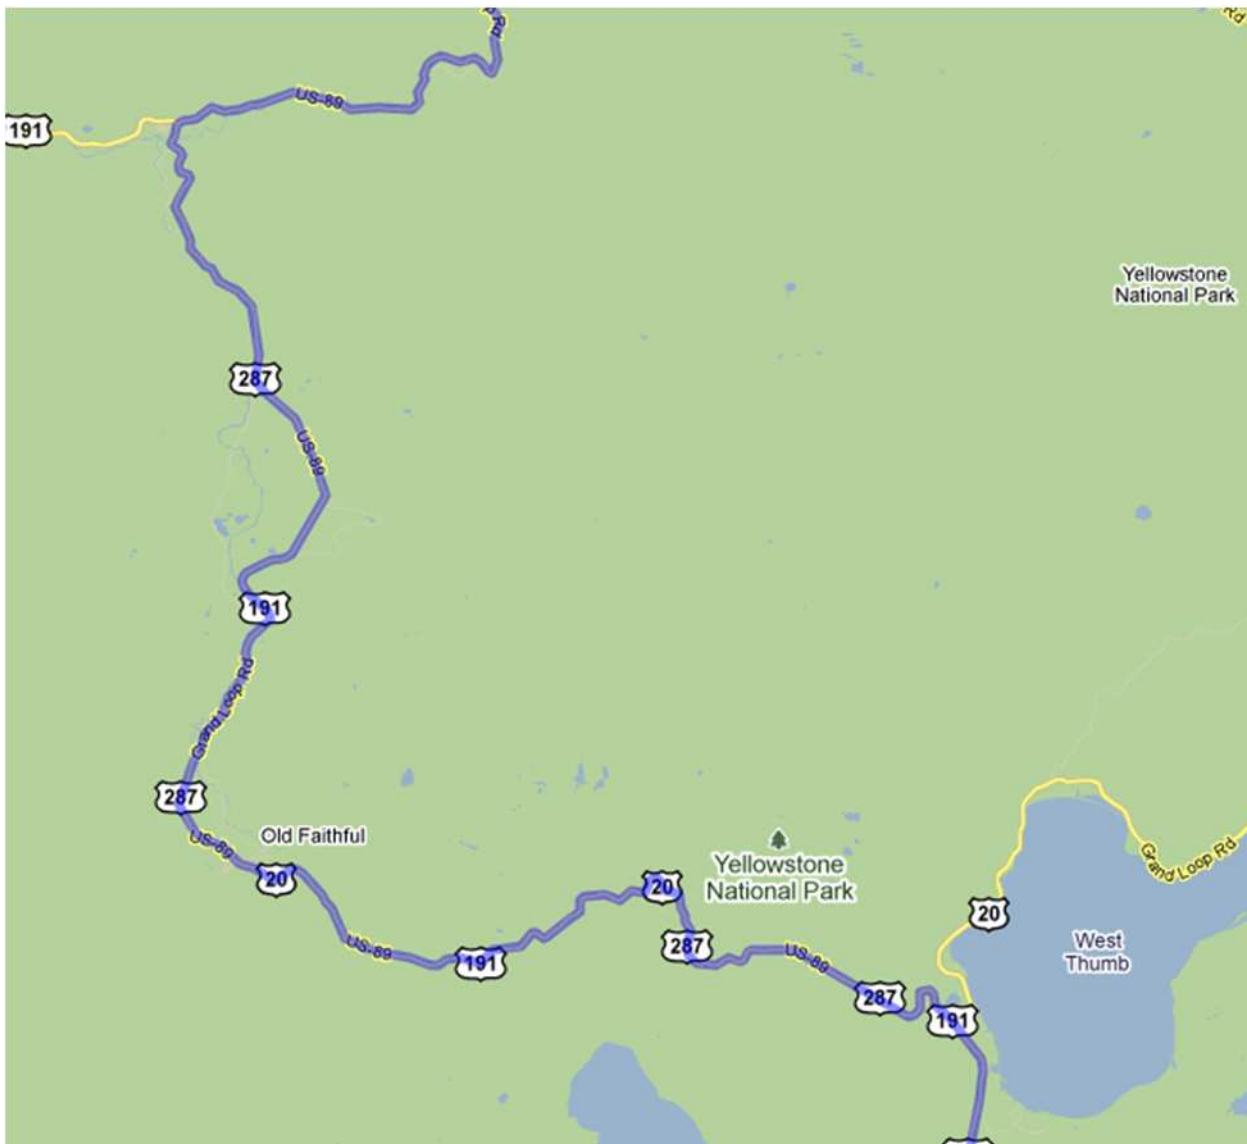 Rd
US-89
191
Yellowstone
National Park
287
US-89
191
Grand Loop Rd
287
US-89
Old Faithful
20
US-89
191
20
287
Yellowstone
National Park
US-89
287
191
20
Grand Loop Rd
West
Thumb